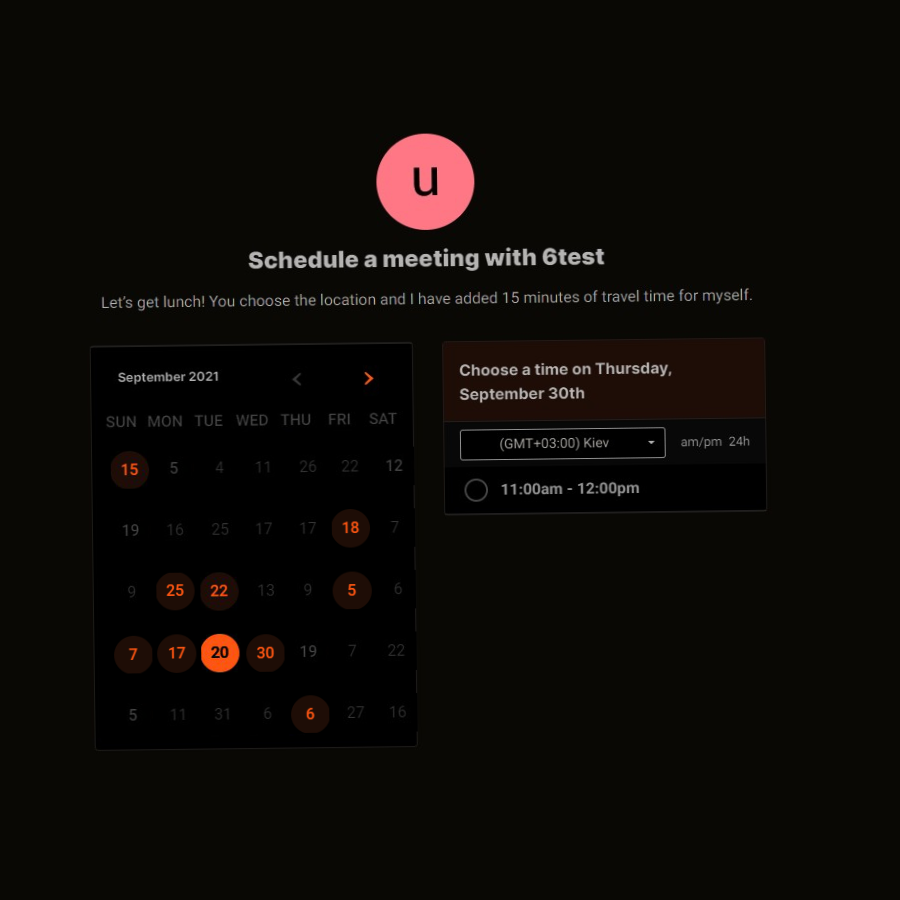 u
Schedule a meeting with 6test
Let's get lunch! You choose the location and I have added 15 minutes of travel time for myself.
September 2021
SUN MON TUE WED THU FRI SAT
15 5 4 11 26 22 12
19 16 25 17 17 18 7
9 25 22 13 9 5 6
7 17 20 30 19 7 22
5 11 31 6 6 27 16
Choose a time on Thursday,
September 30th
(GMT+03:00) Kiev am/pm 24h
11:00am - 12:00pm